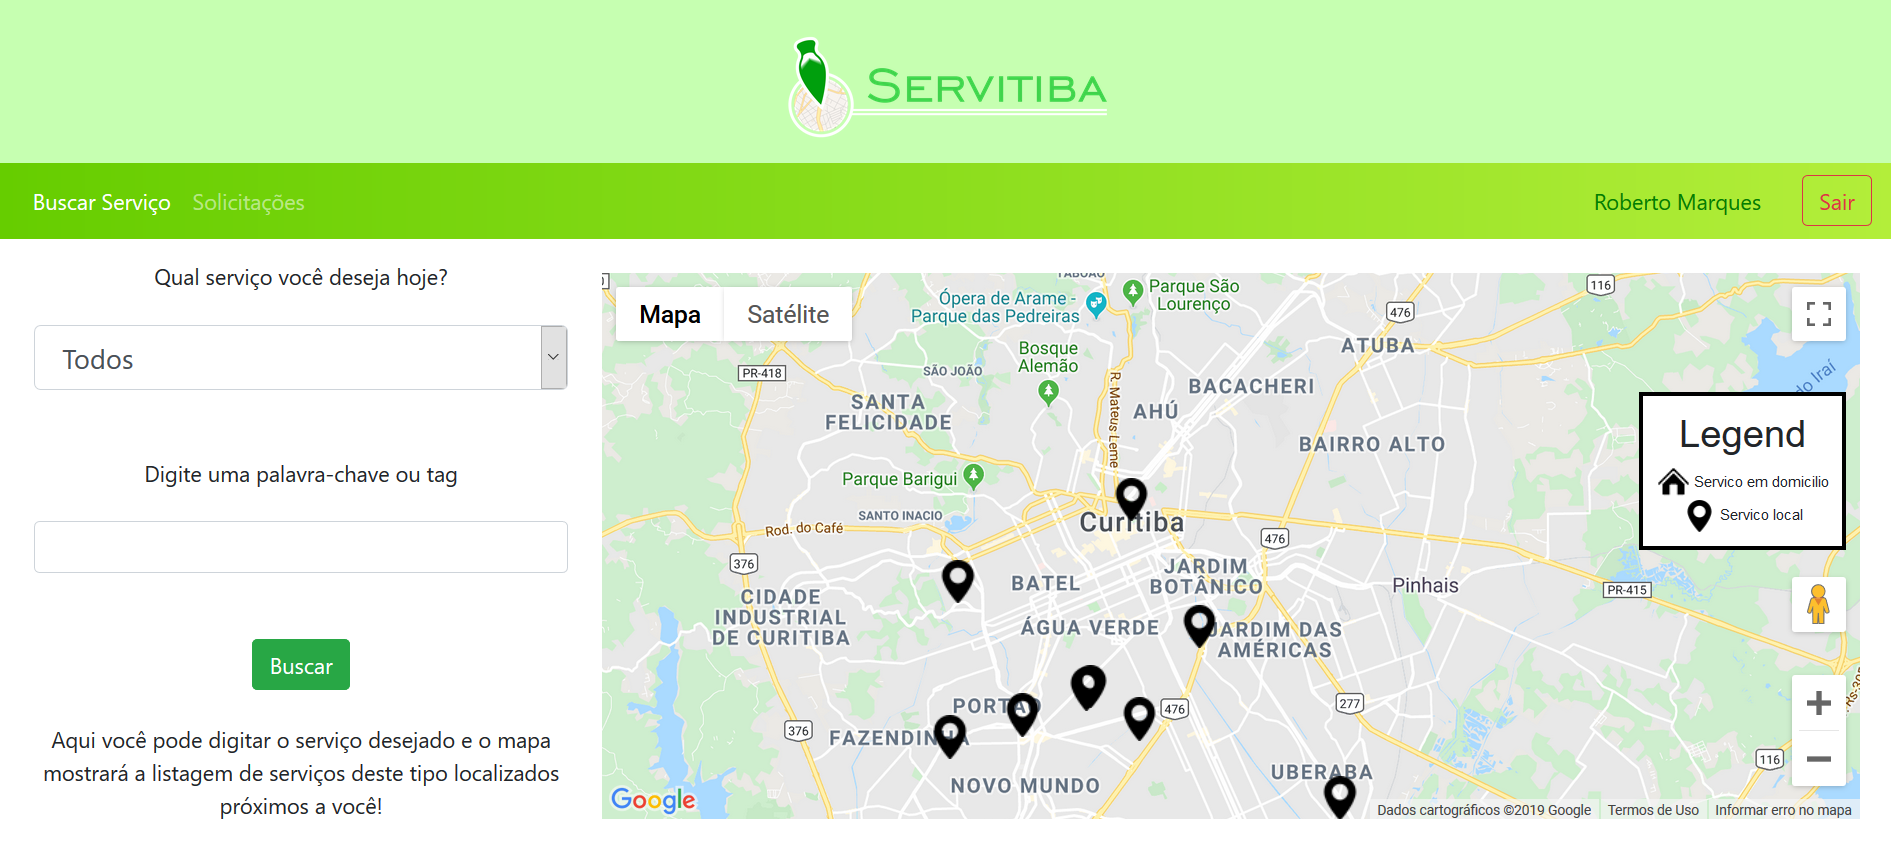 SERVITIBA
Buscar Serviço
Solicitações
Roberto Marques
Sair
Qual serviço você deseja hoje?
Todos
Digite uma palavra-chave ou tag
Buscar
Aqui você pode digitar o serviço desejado e o mapa
mostrará a listagem de serviços deste tipo localizados
próximos a você!
Mapa
Satélite
TABOÃO
Ópera de Arame -
Parque das Pedreiras
Parque São
Lourenço
116
476
ATUBA
Bosque
Alemão
SÃO JOÃO
PR-418
R. Mateus Leme
BACACHERI
do Iraí
SANTA
FELICIDADE
AHÚ
BAIRRO ALTO
Legend
Servico em domicilio
Servico local
Parque Barigui
SANTO INACIO
Rod. do Café
Curitiba
476
376
BATEL
JARDIM
BOTÂNICO
Pinhais
PR-415
CIDADE
INDUSTRIAL
DE CURITIBA
ÁGUA VERDE
JARDIM DAS
AMÉRICAS
PORTÃO
476
277
376
FAZENDINHA
116
NOVO MUNDO
UBERABA
Google
Dados cartográficos ©2019 Google
Termos de Uso
Informar erro no mapa